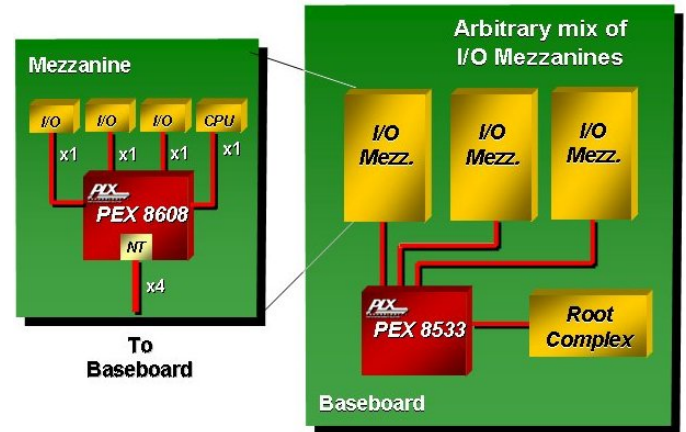 Mezzanine
I/O
I/O
I/O
CPU
x1
x1
x1
x1
PLX
PEX 8608
NT
x4
To
Baseboard
Arbitrary mix of
I/O Mezzanines
I/O
Mezz.
I/O
Mezz.
I/O
Mezz.
PLX
PEX 8533
Root
Complex
Baseboard